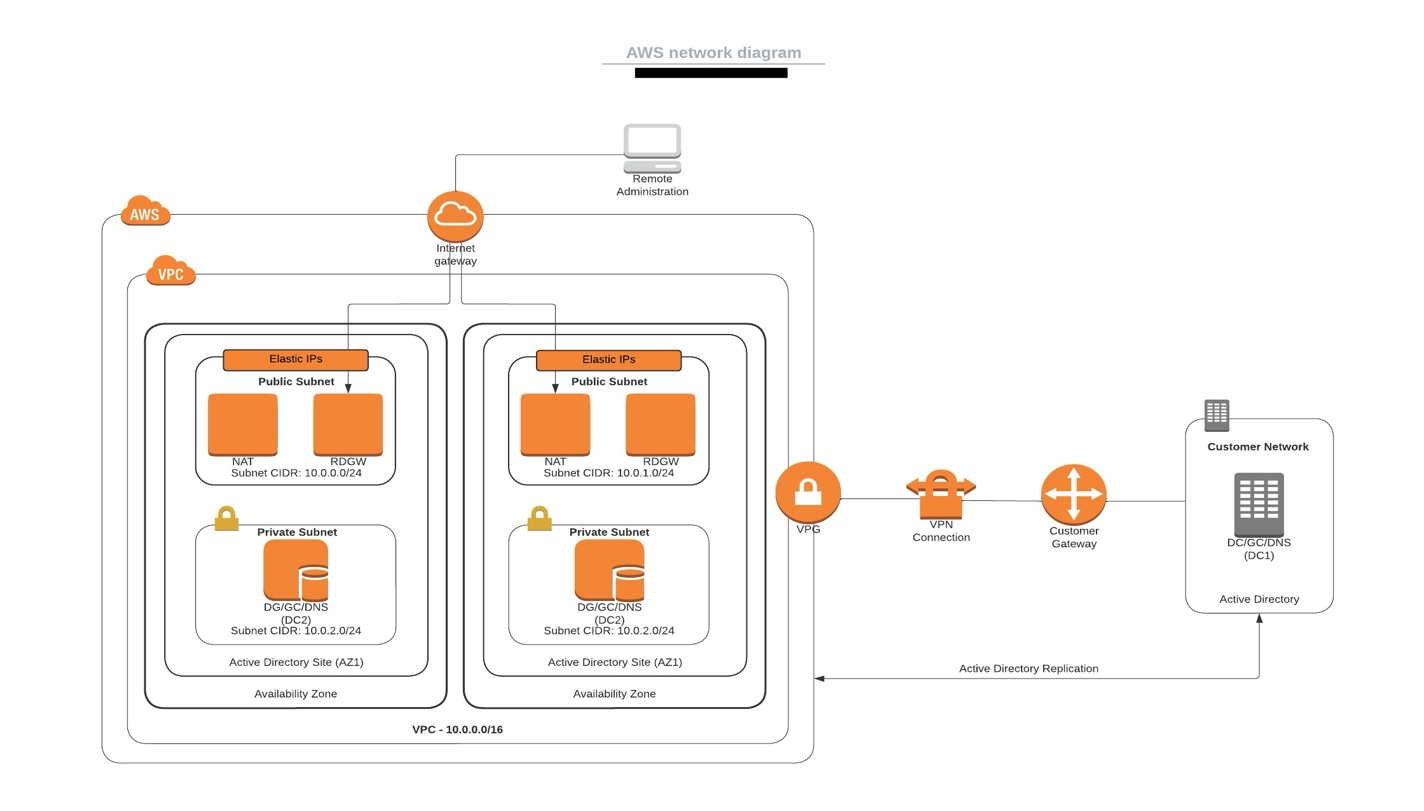 AWS network diagram
Remote
Administration
AWS
Internet
gateway
VPC
Elastic IPs
Public Subnet
NAT
RDGW
Subnet CIDR: 10.0.0.0/24
Private Subnet
DG/GC/DNS
(DC2)
Subnet CIDR: 10.0.2.0/24
Active Directory Site (AZ1)
Availability Zone
Elastic IPs
Public Subnet
NAT
RDGW
Subnet CIDR: 10.0.1.0/24
Private Subnet
DG/GC/DNS
(DC2)
Subnet CIDR: 10.0.2.0/24
Active Directory Site (AZ1)
Availability Zone
VPC - 10.0.0.0/16
VPG
VPN
Connection
Customer
Gateway
Customer Network
DC/GC/DNS
(DC1)
Active Directory
Active Directory Replication